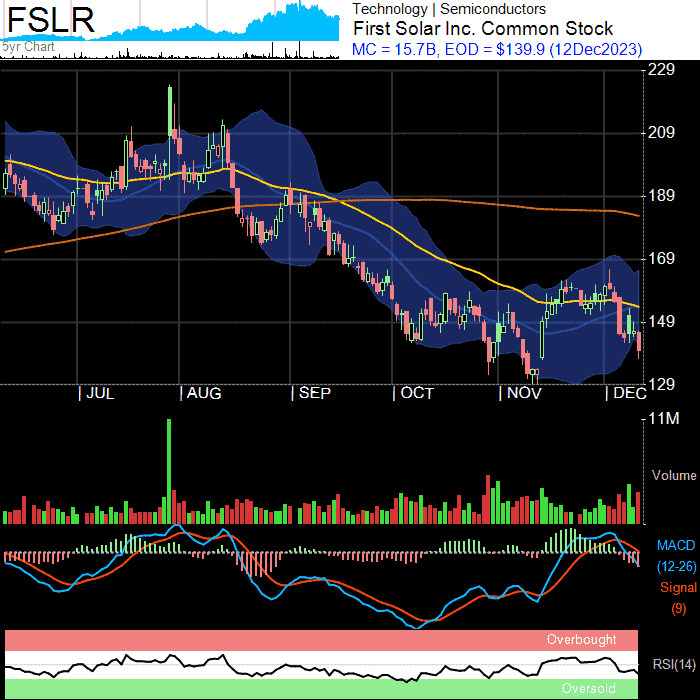 FSLR
5yr Chart
Technology | Semiconductors
First Solar Inc. Common Stock
MC = 15.7B, EOD = $139.9 (12Dec2023)
229
209
189
169
149
129
JUL AUG SEP OCT NOV DEC
11M
Volume
MACD
(12-26)
Signal
(9)
Overbought
RSI(14)
Oversold